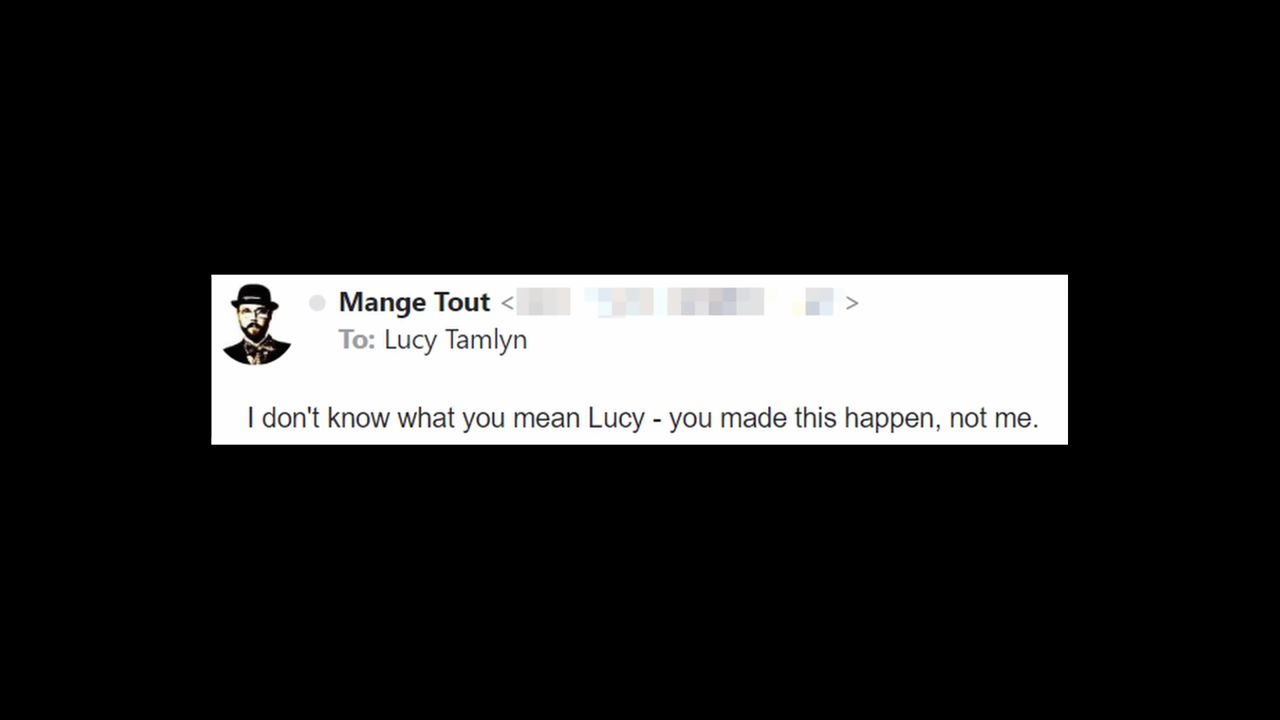 Mange Tout < >
To: Lucy Tamlyn
I don't know what you mean Lucy - you made this happen, not me.